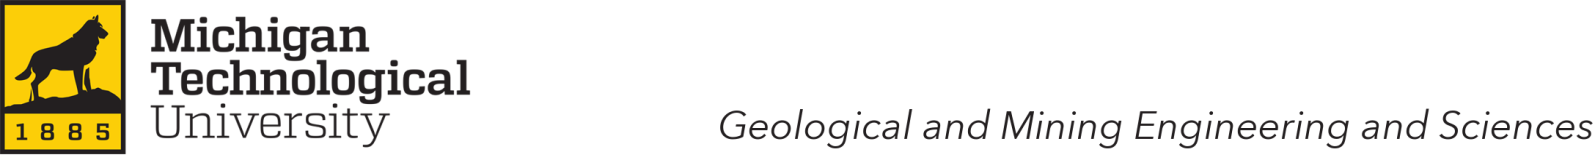 Michigan
Technological
University
1885
Geological and Mining Engineering and Sciences